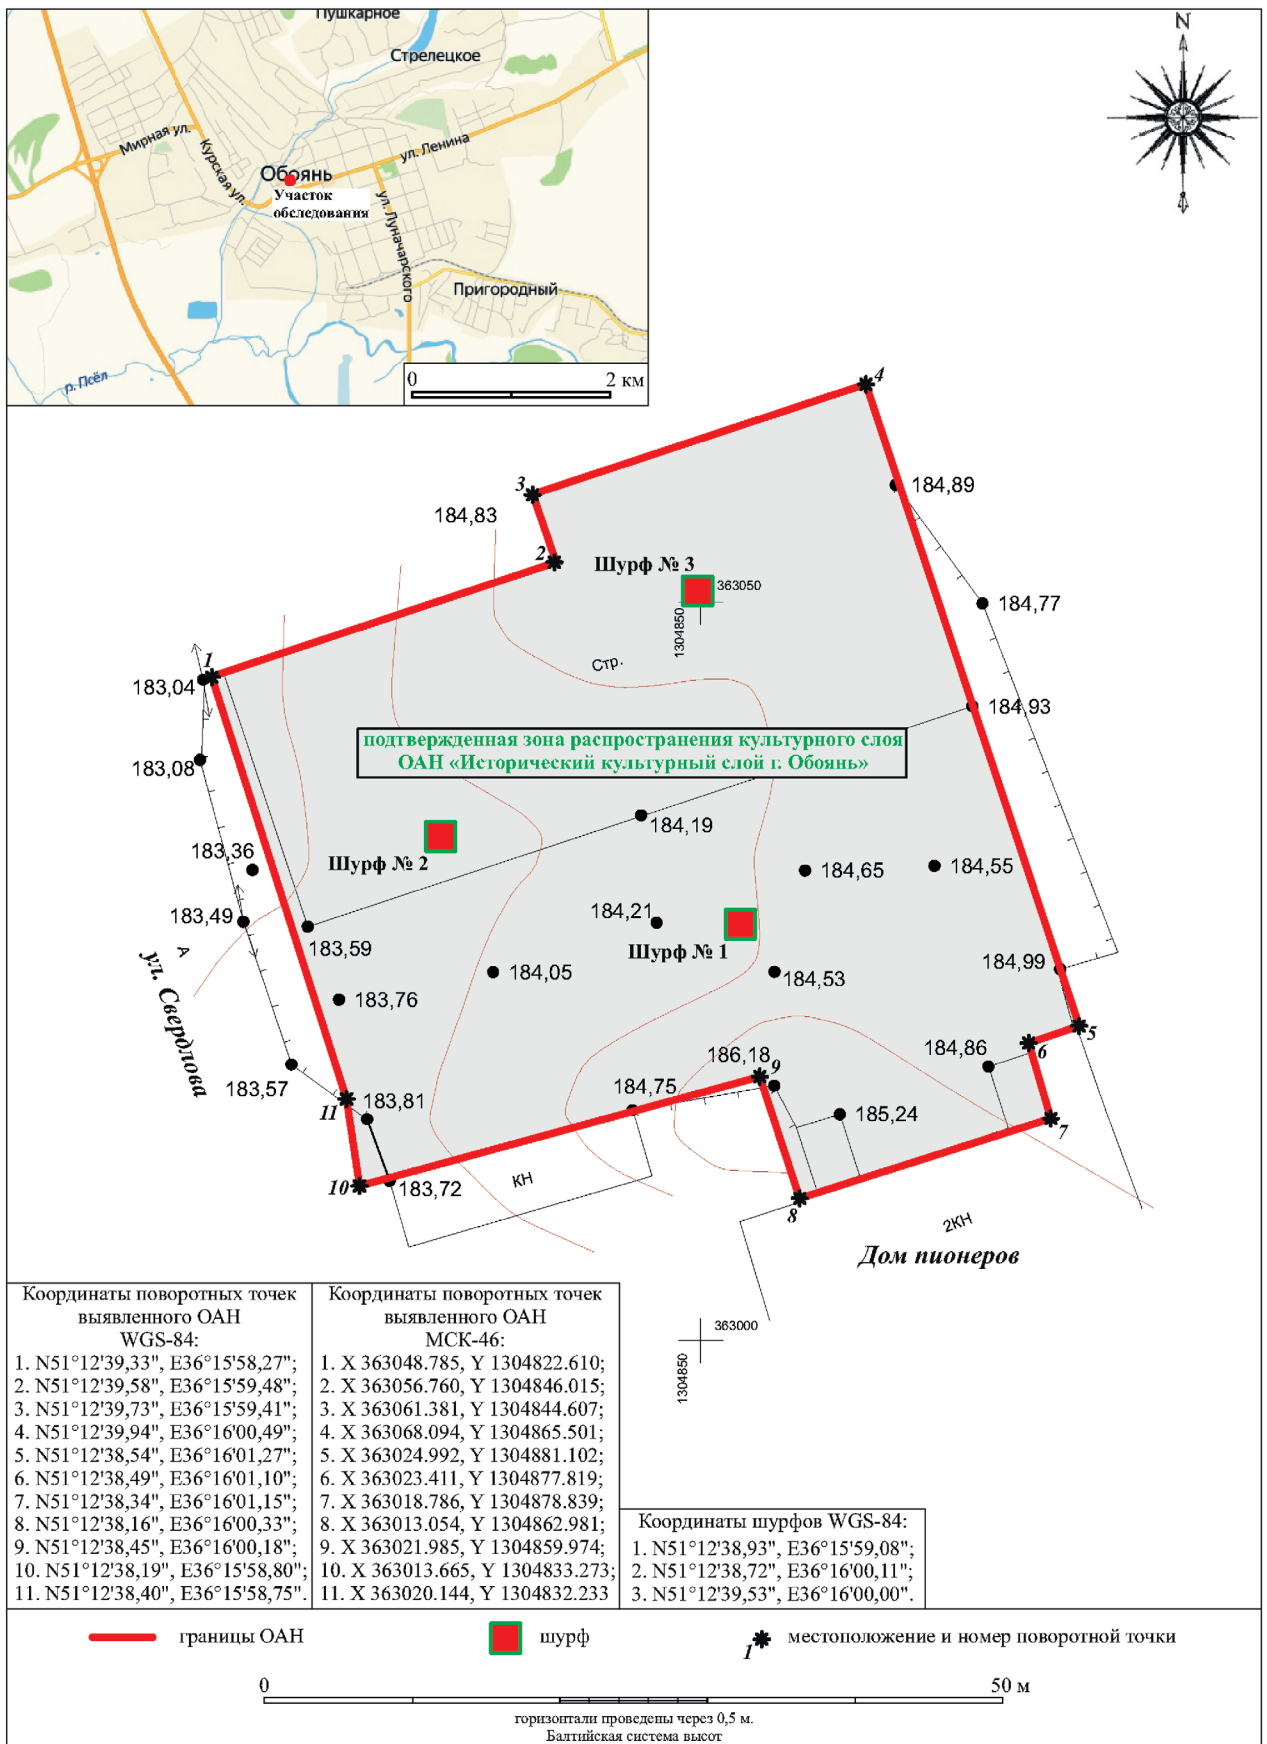 Пушкарное
Стрелецкое
Мирная ул.
Курская ул.
ул. Ленина
Обоянь
Участок
обследования
ул. Луначарского
Пригородный
р. Псёл
0 2 км
N
4
3
184,89
184,83
2
Шурф № 3
363050
1304850
184,77
1
Стр.
183,04
184,93
подтвержденная зона распространения культурного слоя
ОАН «Исторический культурный слой г. Обоянь»
183,08
184,19
183,36
Шурф № 2
184,65
184,55
183,49
184,21
А
183,59
Шурф № 1
184,05
184,53
184,99
ул. Свердлова
183,76
5
6
186,18
9
184,86
183,57
184,75
11
183,81
185,24
7
10
183,72
КН
8
2КН
Дом пионеров
363000
1304850
Координаты поворотных точек
выявленного ОАН
WGS-84:
1. N51°12'39,33", E36°15'58,27";
2. N51°12'39,58", E36°15'59,48";
3. N51°12'39,73", E36°15'59,41";
4. N51°12'39,94", E36°16'00,49";
5. N51°12'38,54", E36°16'01,27";
6. N51°12'38,49", E36°16'01,10";
7. N51°12'38,34", E36°16'01,15";
8. N51°12'38,16", E36°16'00,33";
9. N51°12'38,45", E36°16'00,18";
10. N51°12'38,19", E36°15'58,80";
11. N51°12'38,40", E36°15'58,75".
Координаты поворотных точек
выявленного ОАН
МСК-46:
1. X 363048.785, Y 1304822.610;
2. X 363056.760, Y 1304846.015;
3. X 363061.381, Y 1304844.607;
4. X 363068.094, Y 1304865.501;
5. X 363024.992, Y 1304881.102;
6. X 363023.411, Y 1304877.819;
7. X 363018.786, Y 1304878.839;
8. X 363013.054, Y 1304862.981;
9. X 363021.985, Y 1304859.974;
10. X 363013.665, Y 1304833.273;
11. X 363020.144, Y 1304832.233
Координаты шурфов WGS-84:
1. N51°12'38,93", E36°15'59,08";
2. N51°12'38,72", E36°16'00,11";
3. N51°12'39,53", E36°16'00,00".
границы ОАН
шурф
1 местоположение и номер поворотной точки
0 50 м
горизонтали проведены через 0,5 м.
Балтийская система высот